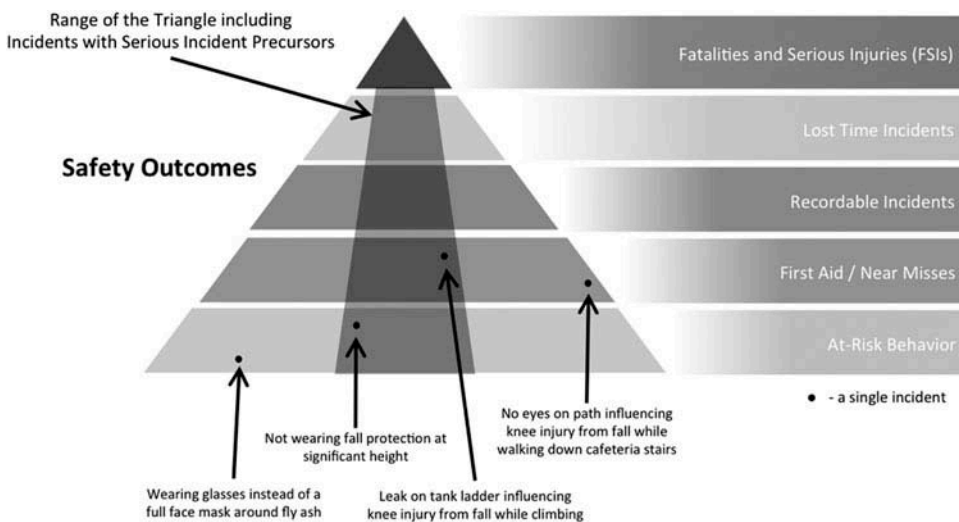 Range of the Triangle including
Incidents with Serious Incident Precursors
Fatalities and Serious Injuries (FSIs)
Lost Time Incidents
Safety Outcomes
Recordable Incidents
First Aid / Near Misses
At-Risk Behavior
• - a single incident
No eyes on path influencing
knee injury from fall while
walking down cafeteria stairs
Not wearing fall protection at
significant height
Wearing glasses instead of a
full face mask around fly ash
Leak on tank ladder influencing
knee injury from fall while climbing